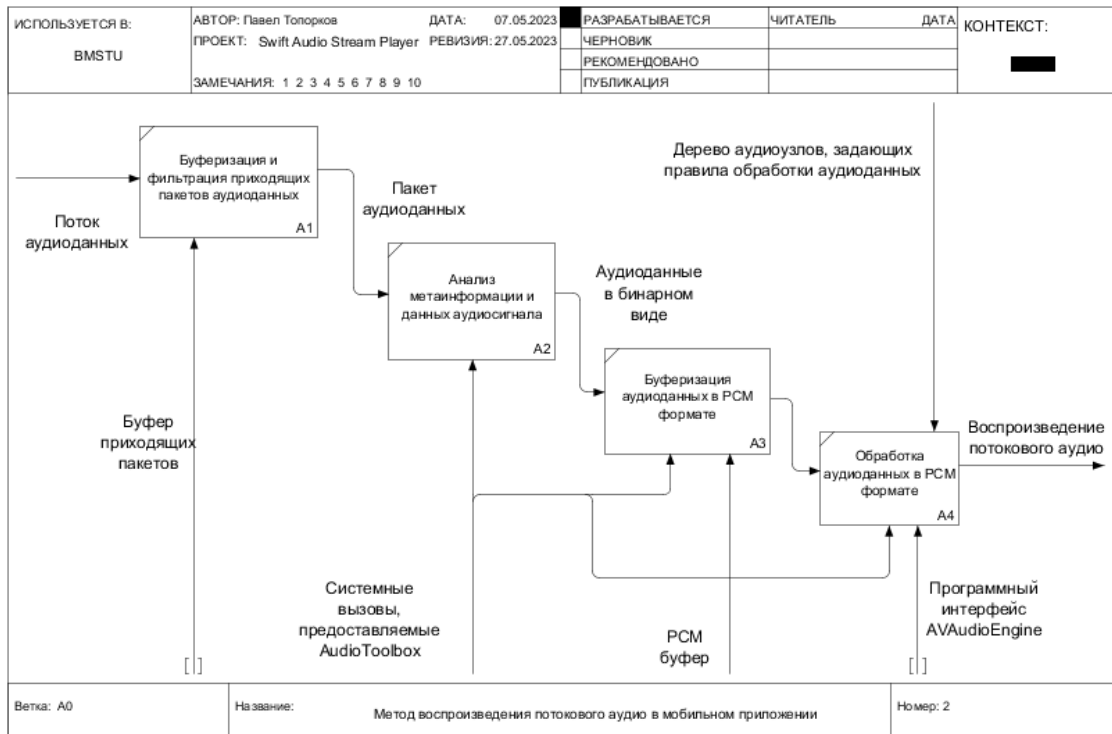 ИСПОЛЬЗУЕТСЯ В:
BMSTU
АВТОР: Павел Топорков
ДАТА: 07.05.2023
ПРОЕКТ: Swift Audio Stream Player
РЕВИЗИЯ: 27.05.2023
ЗАМЕЧАНИЯ: 1 2 3 4 5 6 7 8 9 10
РАЗРАБАТЫВАЕТСЯ
ЧЕРНОВИК
РЕКОМЕНДОВАНО
ПУБЛИКАЦИЯ
ЧИТАТЕЛЬ
ДАТА
КОНТЕКСТ:
Буферизация и
фильтрация приходящих
пакетов аудиоданных
A1
Поток
аудиоданных
Пакет
аудиоданных
Дерево аудиоузлов, задающих
правила обработки аудиоданных
Анализ
метаинформации и
данных аудиосигнала
A2
Аудиоданные
в бинарном
виде
Буферизация
аудиоданных в PCM
формате
A3
Буфер
приходящих
пакетов
Обработка
аудиоданных в PCM
формате
A4
Воспроизведение
потокового аудио
Системные
вызовы,
предоставляемые
AudioToolbox
PCM
буфер
Программный
интерфейс
AVAudioEngine
Ветка: A0
Название:
Метод воспроизведения потокового аудио в мобильном приложении
Номер: 2